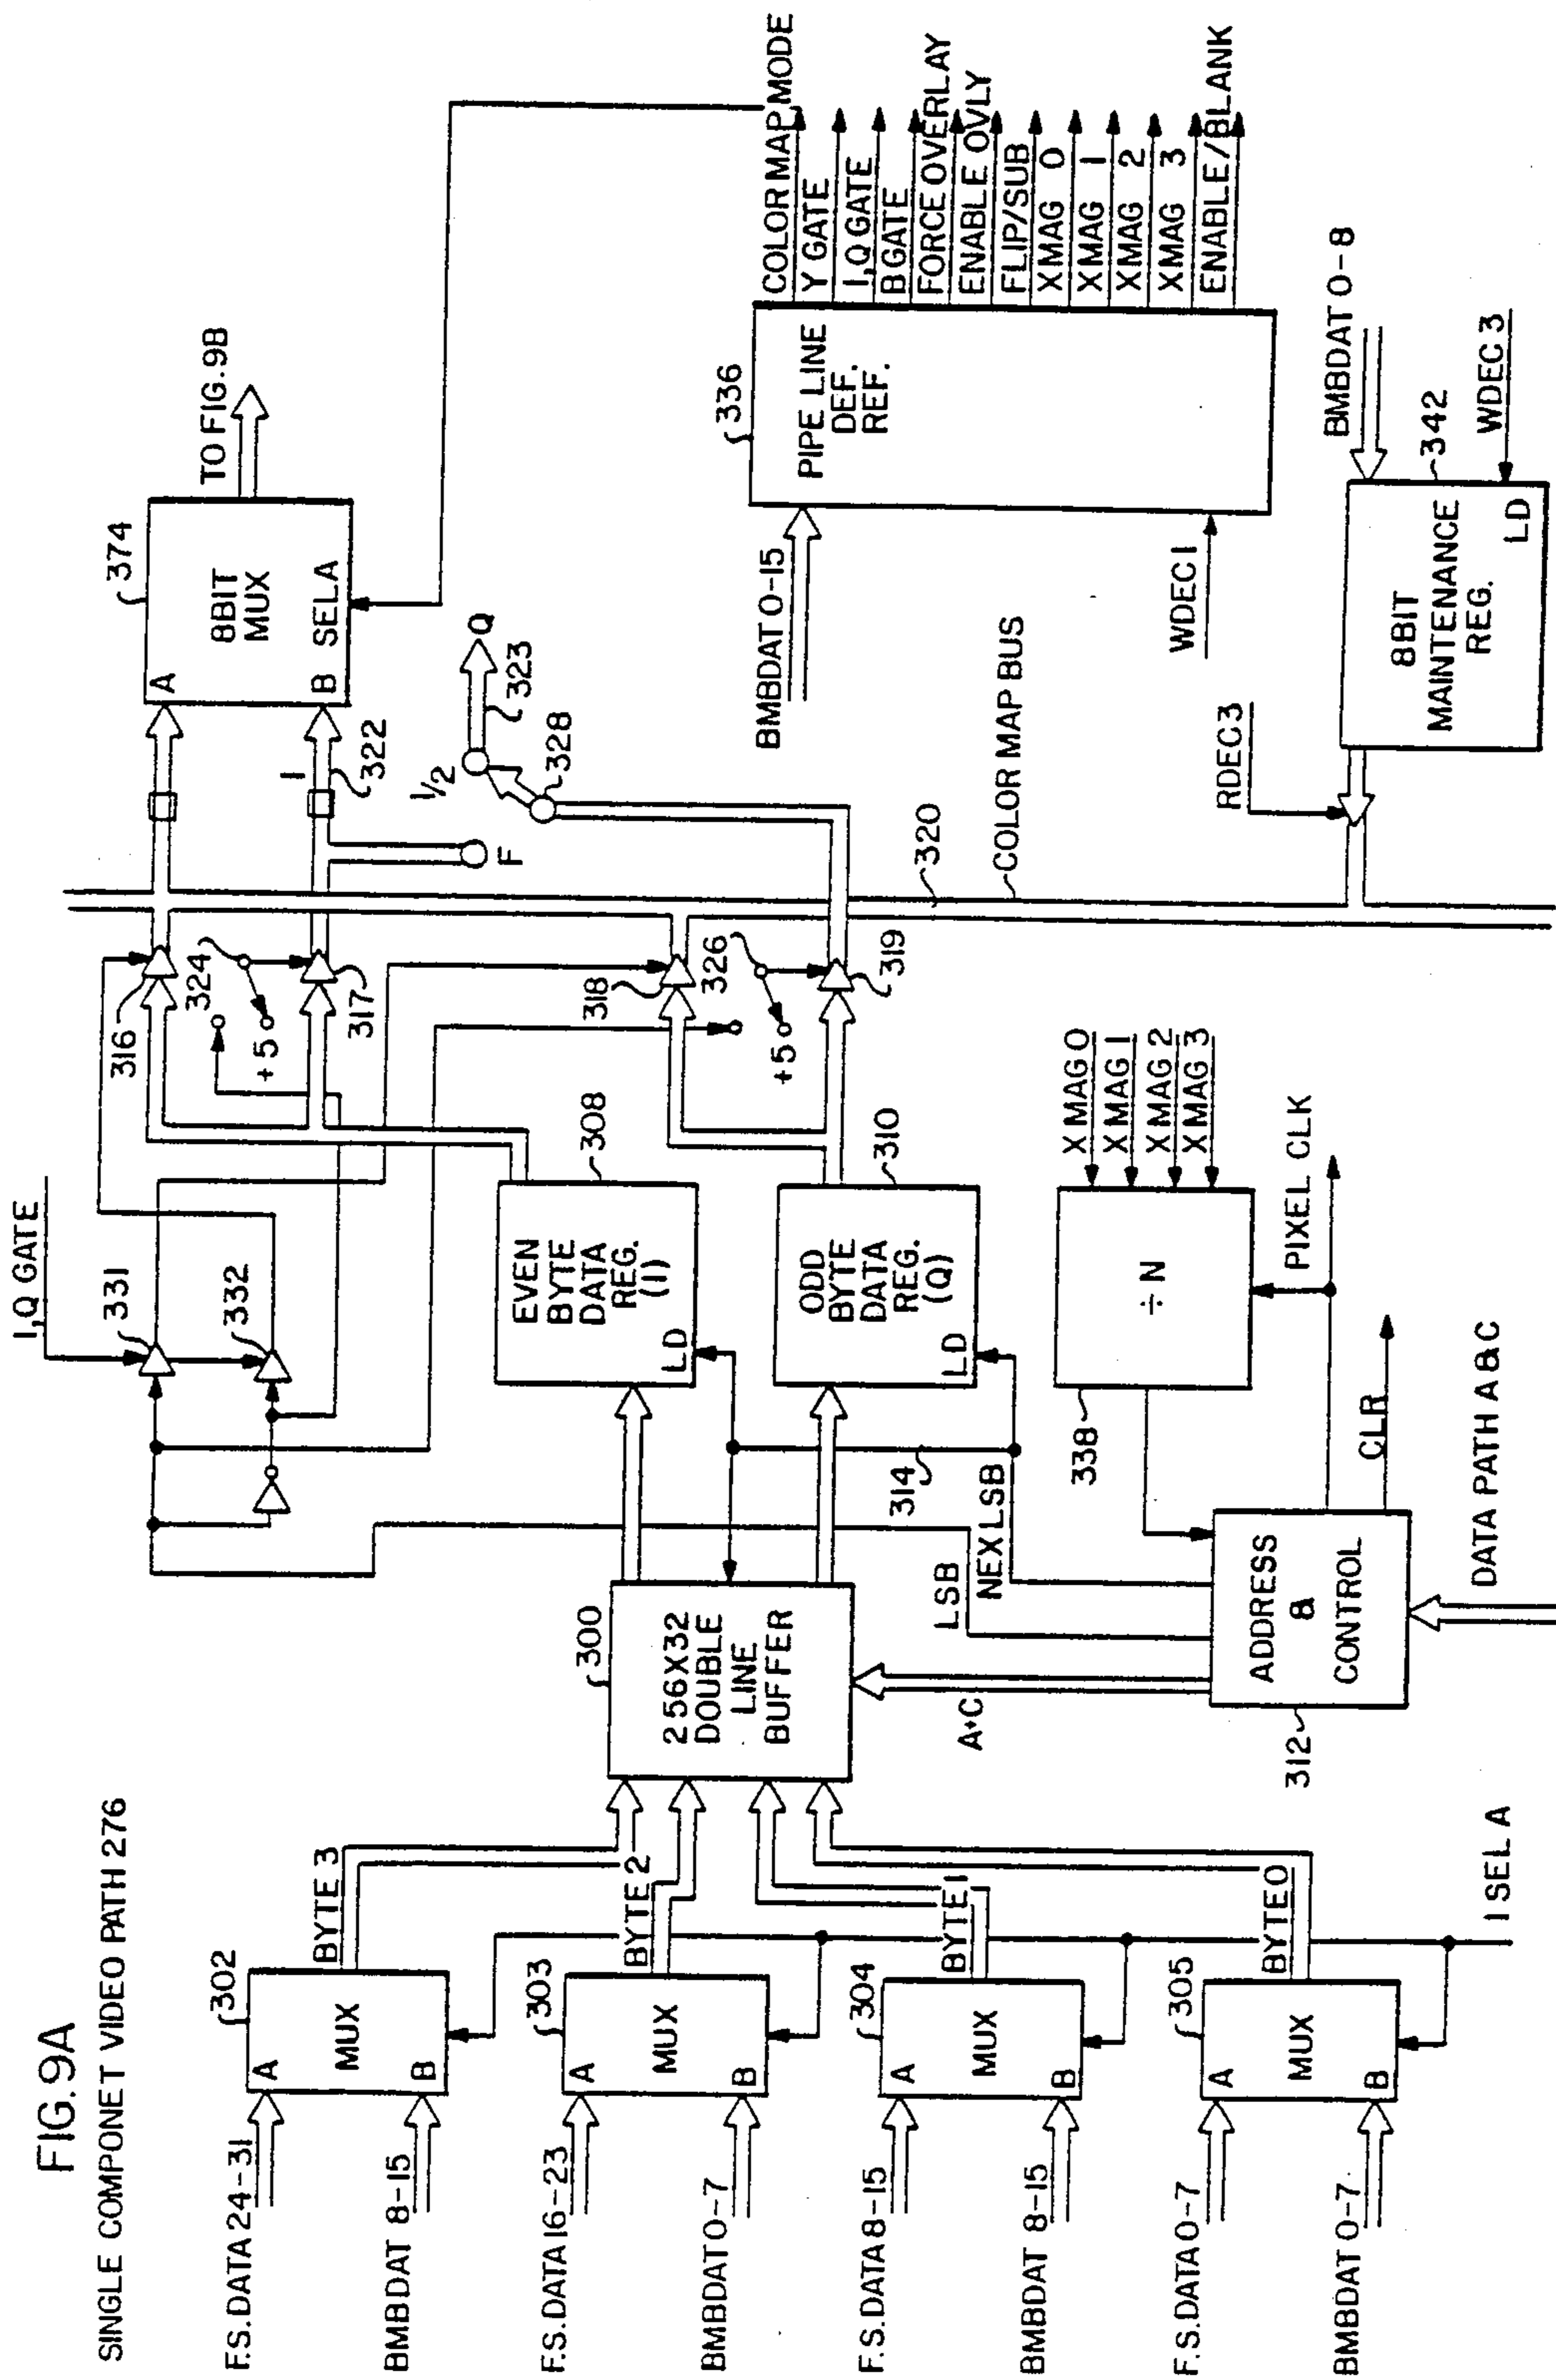 FIG. 9A
SINGLE COMPONET VIDEO PATH 276
F.S. DATA 24-31
BMBDAT 8-15
F.S. DATA 16-23
BMBDAT 0-7
F.S. DATA 8-15
BMBDAT 8-15
F.S. DATA 0-7
BMBDAT 0-7
302
A
MUX
B
303
A
MUX
B
304
A
MUX
B
305
A
MUX
B
BYTE 3
BYTE 2
BYTE 1
BYTE 0
I SEL A
300
256X32
DOUBLE
LINE
BUFFER
A+C
LSB
NEX LSB
312
ADDRESS
&
CONTROL
DATA PATH A & C
CLR
PIXEL CLK
338
÷ N
X MAG 0
X MAG 1
X MAG 2
X MAG 3
314
I,Q GATE
331
332
EVEN
BYTE
DATA
REG.
(I)
LD
308
ODD
BYTE
DATA
REG.
(Q)
LD
310
316
324
+5
317
318
326
+5
319
320
COLOR MAP BUS
F
I
322
1/2
328
Q
323
374
A
8BIT
MUX
B SELA
TO FIG. 9B
336
PIPE LINE
DEF.
REF.
BMBDAT 0-15
WDEC 1
COLOR MAP MODE
Y GATE
I,Q GATE
B GATE
FORCE OVERLAY
ENABLE OVLY
FLIP/SUB
XMAG 0
XMAG 1
XMAG 2
XMAG 3
ENABLE/BLANK
RDEC3
8BIT
MAINTENANCE
REG.
LD
342
BMBDAT 0-8
WDEC 3